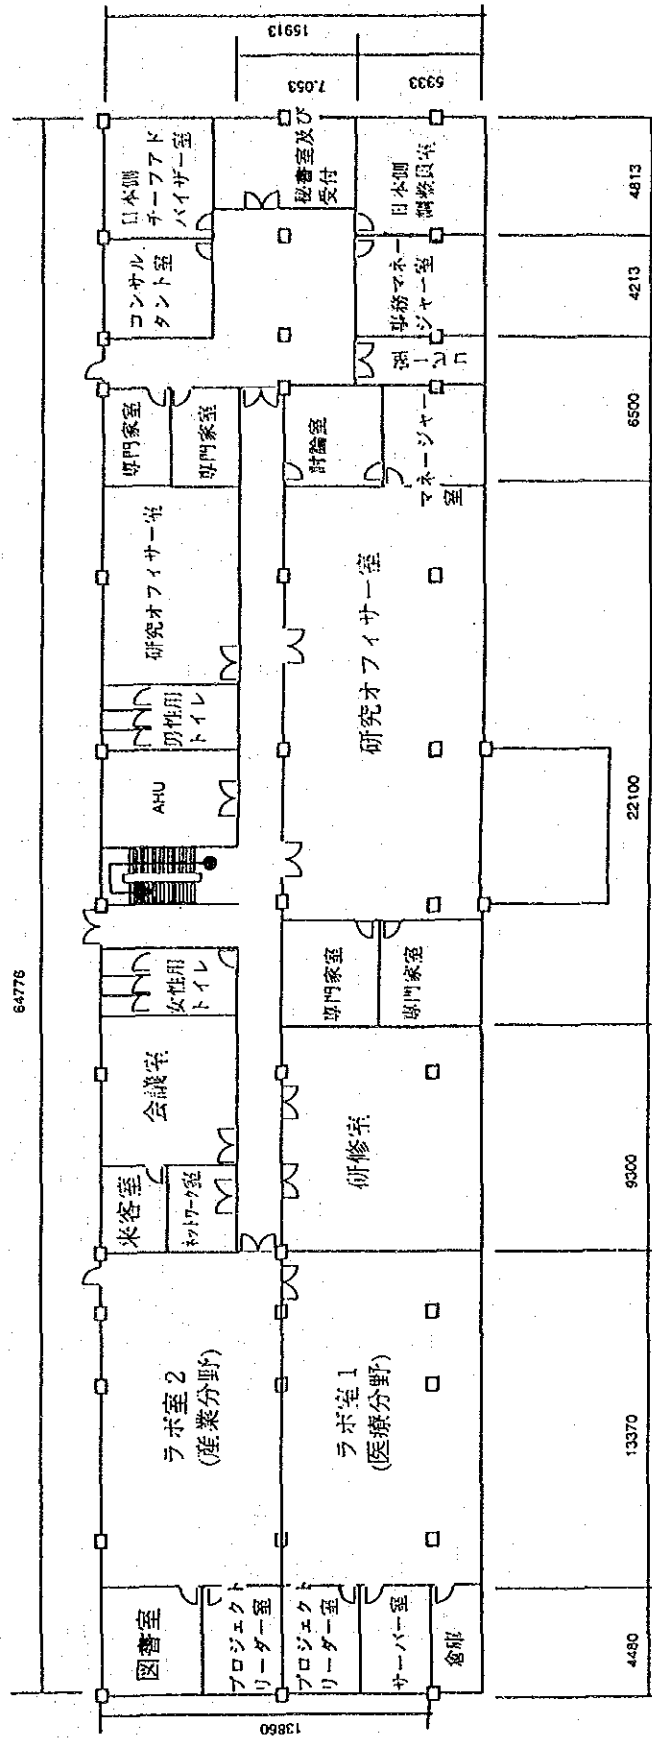 64776
図書室
プロジェクト
リーダー室
プロジェクト
リーダー室
サーバー室
倉庫
ラボ室2
(産業分野)
ラボ室1
(医療分野)
来客室
ネットワーク室
会議室
女性用
トイレ
研修室
専門家室
専門家室
AHU
男性用
トイレ
研究オフィサー室
研究オフィサー室
専門家室
専門家室
討論室
マネージャー
室
コンサル
タント室
日本側
チーフアド
バイザー室
秘書室及び
受付
事務マネー
ジャー室
日本側
調整員室
13860
15913
7.053
5333
4480
13370
9300
22100
6500
4213
4813